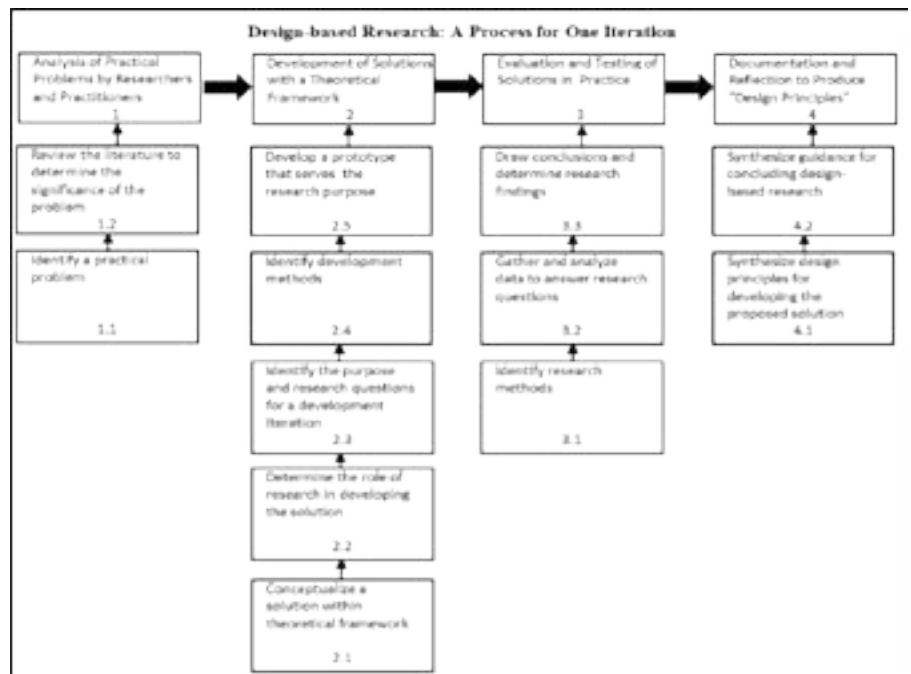 Design-based Research: A Process for One Iteration
Analysis of Practical
Problems by Researchers
and Practitioners
1
Review the literature to
determine the
significance of the
problem
1.2
Identify a practical
problem
1.1
Development of Solutions
with a Theoretical
Framework
2
Develop a prototype
that serves the
research purpose
2.5
Identify development
methods
2.4
Identify the purpose
and research questions
for a development
iteration
2.3
Determine the role of
research in developing
the solution
2.2
Conceptualize a
solution within
theoretical framework
2.1
Evaluation and Testing of
Solutions in Practice
3
Draw conclusions and
determine research
findings
3.3
Gather and analyze
data to answer research
questions
3.2
Identify research
methods
3.1
Documentation and
Reflection to Produce
"Design Principles"
4
Synthesize guidance for
concluding design-
based research
4.2
Synthesize design
principles for
developing the
proposed solution
4.1